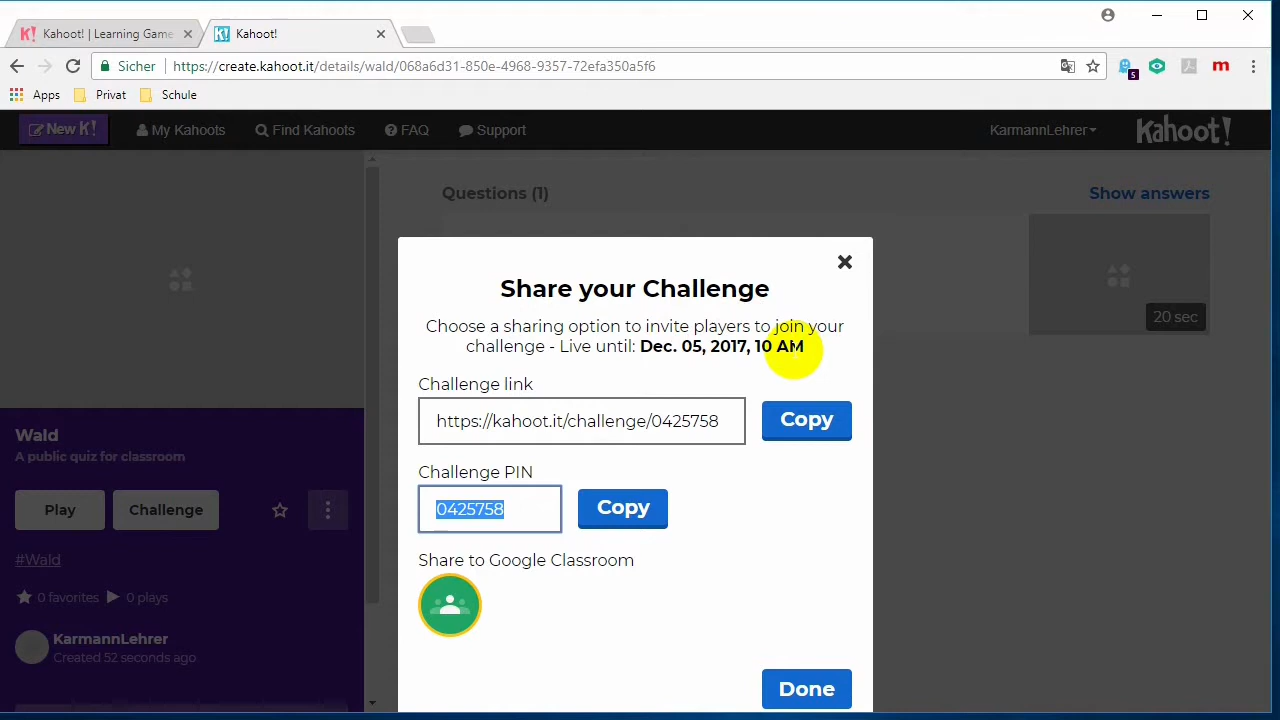 Kahoot! | Learning Game
Kahoot!
Sicher
https://create.kahoot.it/details/wald/068a6d31-850e-4968-9357-72efa350a5f6
5
m
Apps
Privat
Schule
New K!
My Kahoots
Find Kahoots
FAQ
Support
KarmannLehrer
Kahoot!
Questions (1)
Show answers
20 sec
Share your Challenge
Choose a sharing option to invite players to join your
challenge - Live until: Dec. 05, 2017, 10 AM
Challenge link
https://kahoot.it/challenge/0425758
Copy
Challenge PIN
0425758
Copy
Share to Google Classroom
Done
Wald
A public quiz for classroom
Play
Challenge
#Wald
0 favorites
0 plays
KarmannLehrer
Created 52 seconds ago